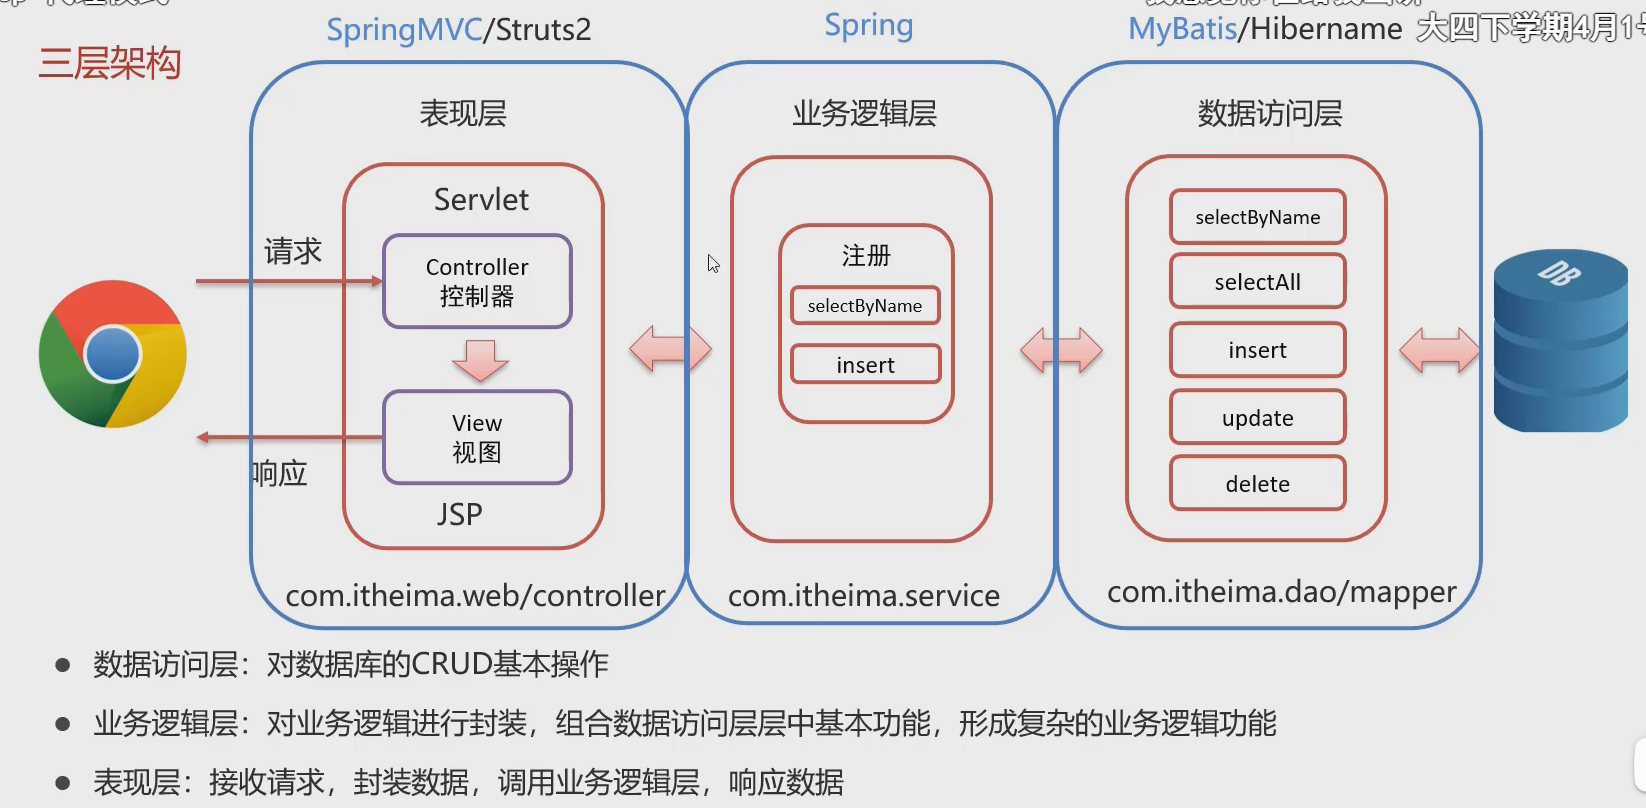 SpringMVC/Struts2
Spring
MyBatis/Hibername
大四下学期4月1号
三层架构
表现层
业务逻辑层
数据访问层
Servlet
请求
Controller
控制器
View
视图
响应
JSP
注册
selectByName
insert
selectByName
selectAll
insert
update
delete
DB
com.itheima.web/controller
com.itheima.service
com.itheima.dao/mapper
● 数据访问层：对数据库的CRUD基本操作
● 业务逻辑层：对业务逻辑进行封装，组合数据访问层层中基本功能，形成复杂的业务逻辑功能
● 表现层：接收请求，封装数据，调用业务逻辑层，响应数据